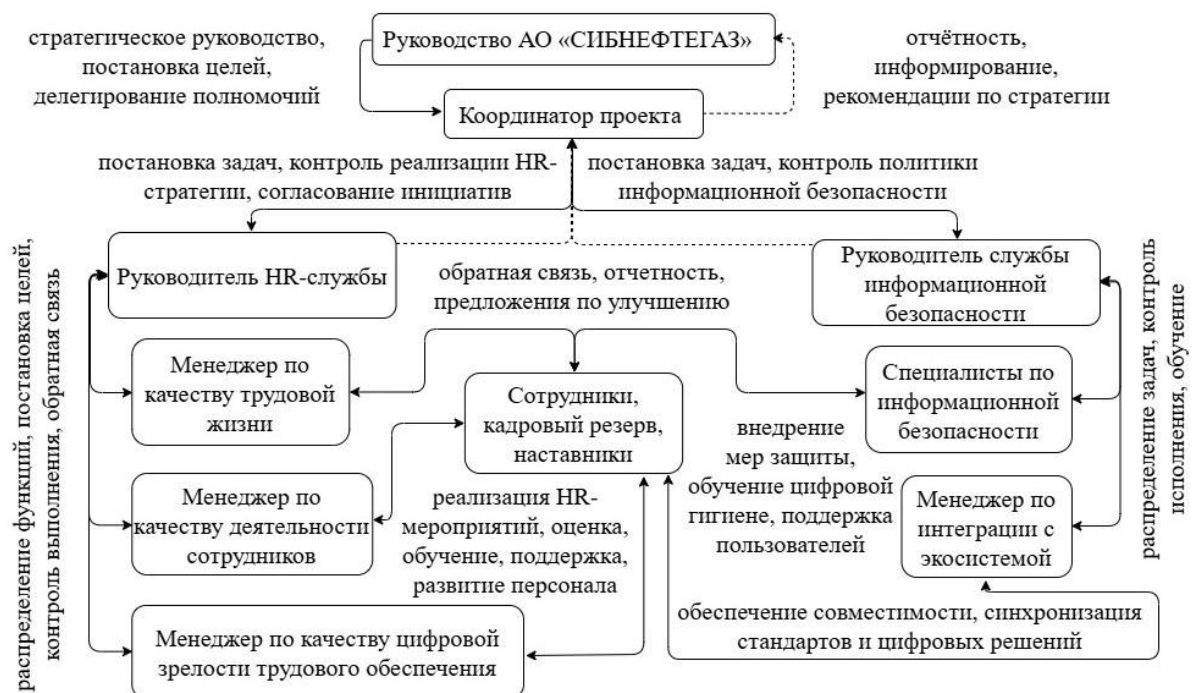 стратегическое руководство,
постановка целей,
делегирование полномочий
Руководство АО «СИБНЕФТЕГАЗ»
отчётность,
информирование,
рекомендации по стратегии
Координатор проекта
постановка задач, контроль реализации HR-
стратегии, согласование инициатив
постановка задач, контроль политики
информационной безопасности
распределение функций, постановка целей,
контроль выполнения, обратная связь
Руководитель HR-службы
обратная связь, отчетность,
предложения по улучшению
Руководитель службы
информационной
безопасности
распределение задач, контроль
исполнения, обучение
Менеджер по
качеству трудовой
жизни
Сотрудники,
кадровый резерв,
наставники
Специалисты по
информационной
безопасности
внедрение
мер защиты,
обучение цифровой
гигиене, поддержка
пользователей
Менеджер по
качеству деятельности
сотрудников
реализация HR-
мероприятий, оценка,
обучение, поддержка,
развитие персонала
Менеджер по
интеграции с
экосистемой
обеспечение совместимости, синхронизация
стандартов и цифровых решений
Менеджер по качеству цифровой
зрелости трудового обеспечения